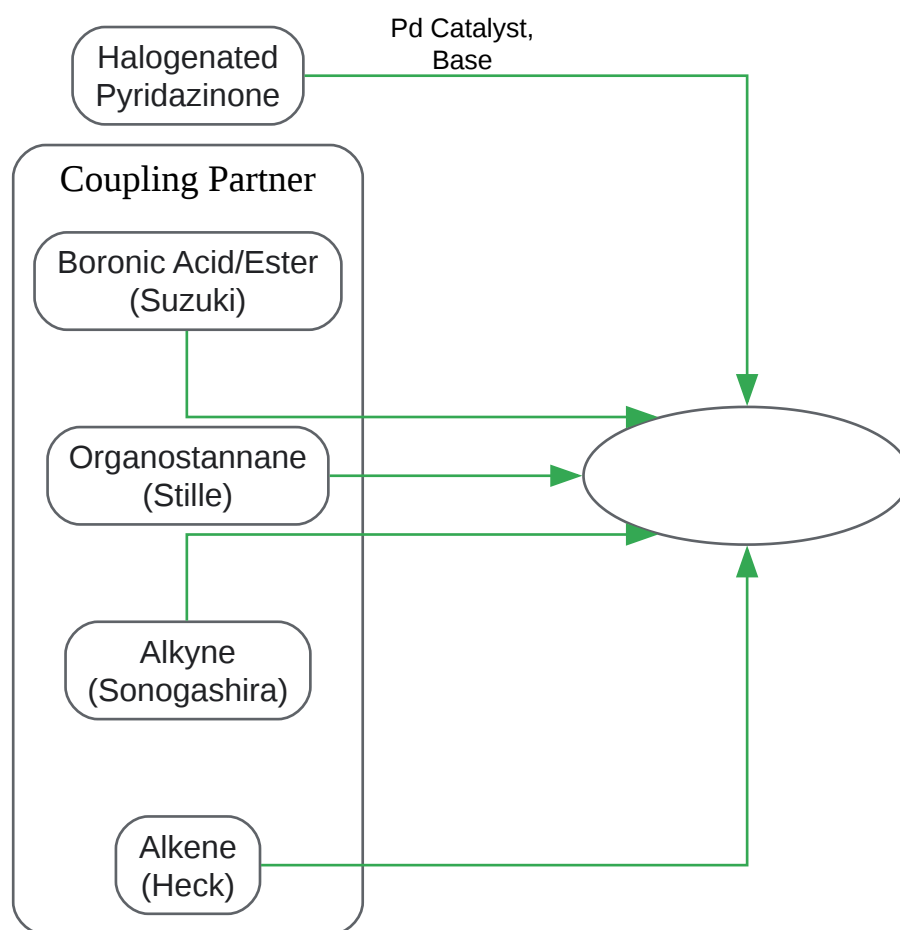 Pd Catalyst,
Base
Halogenated
Pyridazinone
Coupling Partner
Boronic Acid/Ester
(Suzuki)
Organostannane
(Stille)
Alkyne
(Sonogashira)
Alkene
(Heck)